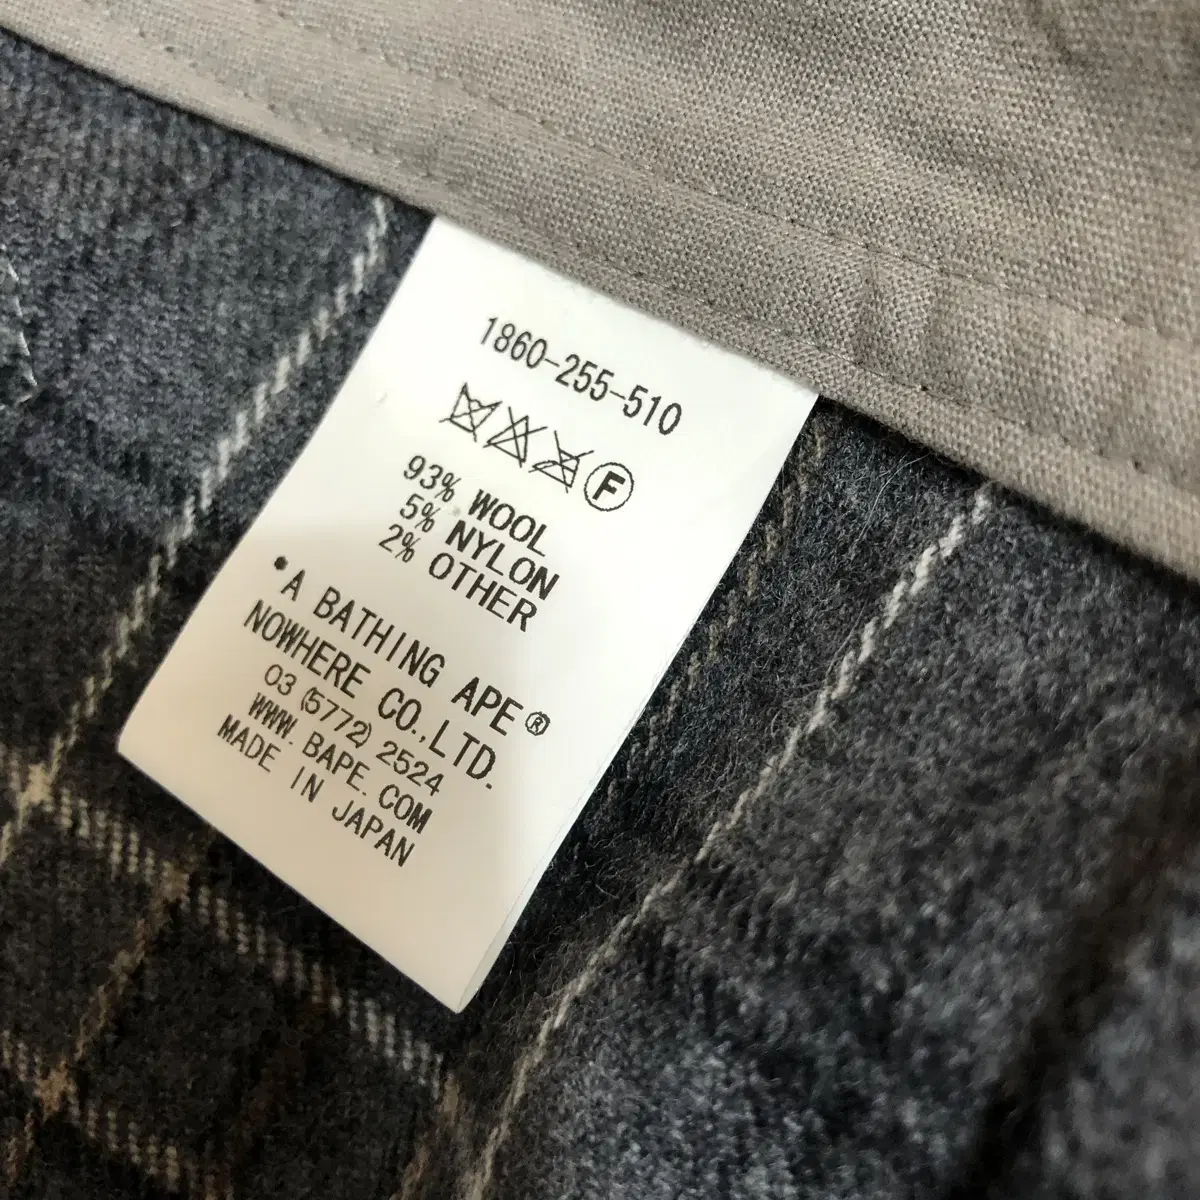 1860-255-510
F
93% WOOL
5% NYLON
2% OTHER
•A BATHING APE®
NOWHERE CO.,LTD.
03 (5772) 2524
WWW. BAPE. COM
MADE IN JAPAN